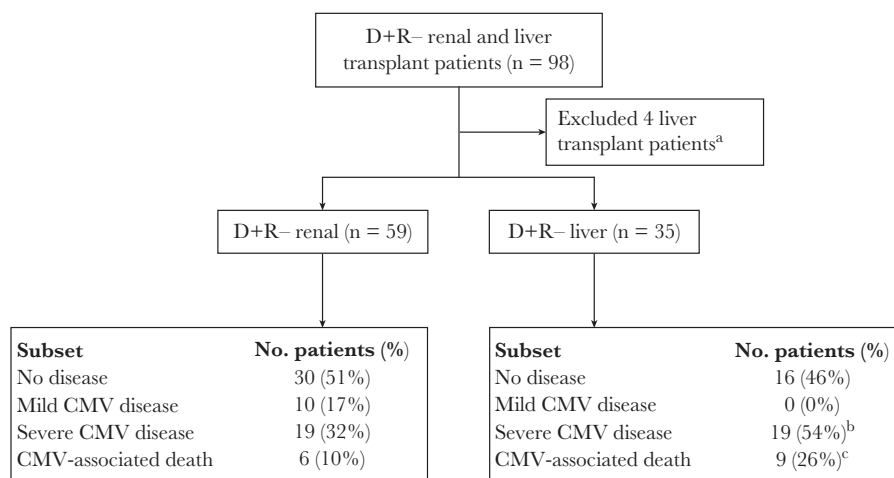 D+R– renal and liver
transplant patients (n = 98)
Excluded 4 liver
transplant patientsᵃ
D+R– renal (n = 59)
D+R– liver (n = 35)
Subset No. patients (%)
No disease 30 (51%)
Mild CMV disease 10 (17%)
Severe CMV disease 19 (32%)
CMV-associated death 6 (10%)
Subset No. patients (%)
No disease 16 (46%)
Mild CMV disease 0 (0%)
Severe CMV disease 19 (54%)ᵇ
CMV-associated death 9 (26%)ᶜ